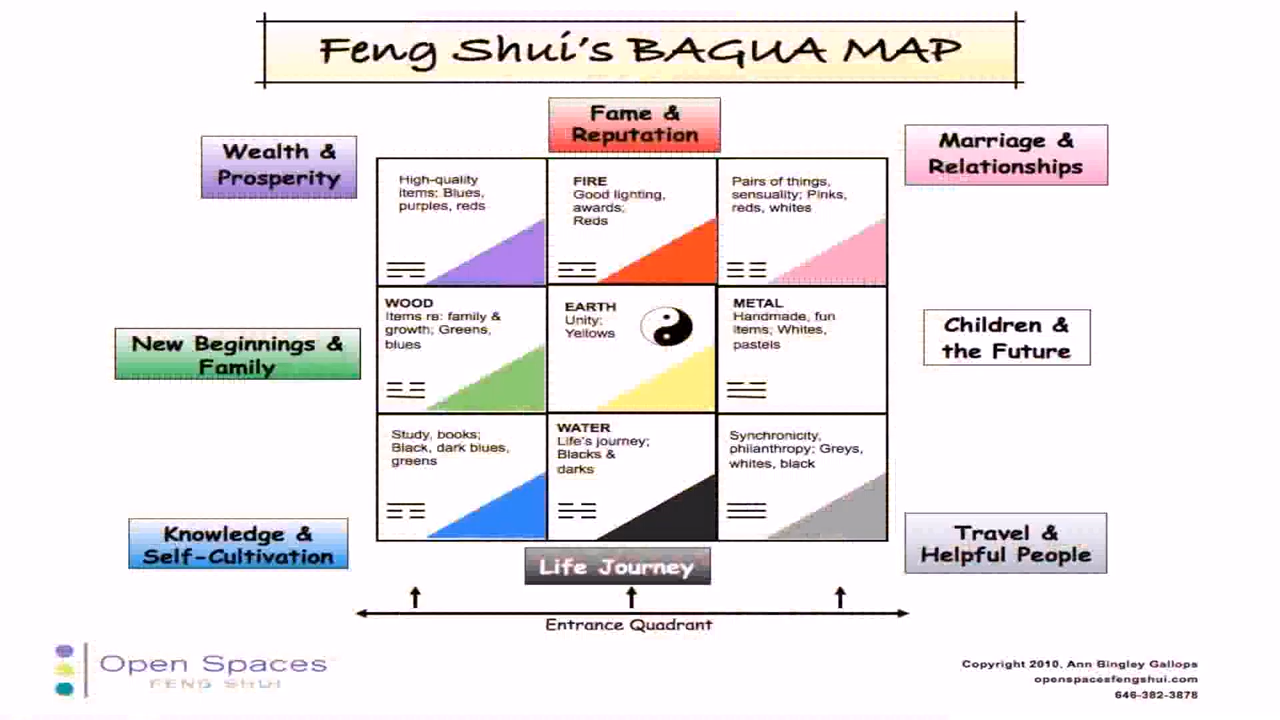 Feng Shui's BAGUA MAP
Fame &
Reputation
Wealth &
Prosperity
Marriage &
Relationships
High-quality
items; Blues,
purples, reds
FIRE
Good lighting,
awards;
Reds
Pairs of things,
sensuality; Pinks,
reds, whites
New Beginnings &
Family
WOOD
Items re: family &
growth; Greens,
blues
EARTH
Unity;
Yellows
METAL
Handmade, fun
items; Whites,
pastels
Children &
the Future
Study, books;
Black, dark blues,
greens
WATER
Life's journey;
Blacks &
darks
Synchronicity,
philanthropy; Greys,
whites, black
Knowledge &
Self-Cultivation
Life Journey
Travel &
Helpful People
Entrance Quadrant
Open Spaces
FENG SHUI
Copyright 2010, Ann Bingley Gallops
openspacesfengshui.com
646-382-3878